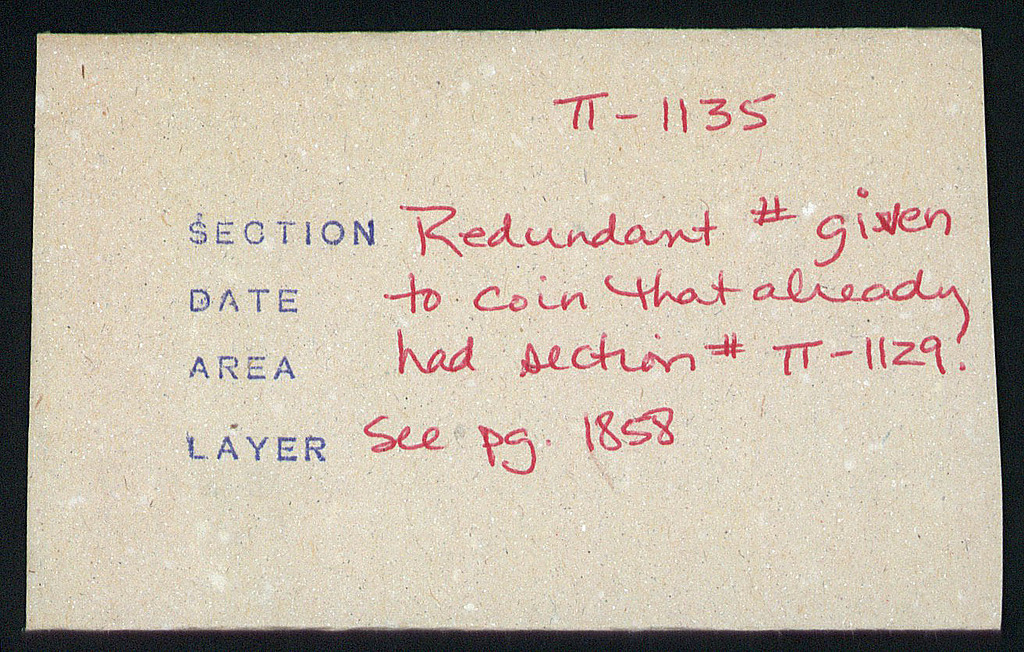 π-1135
SECTION Redundant # given
DATE to coin that already
AREA had section # π-1129.
LAYER See pg. 1858